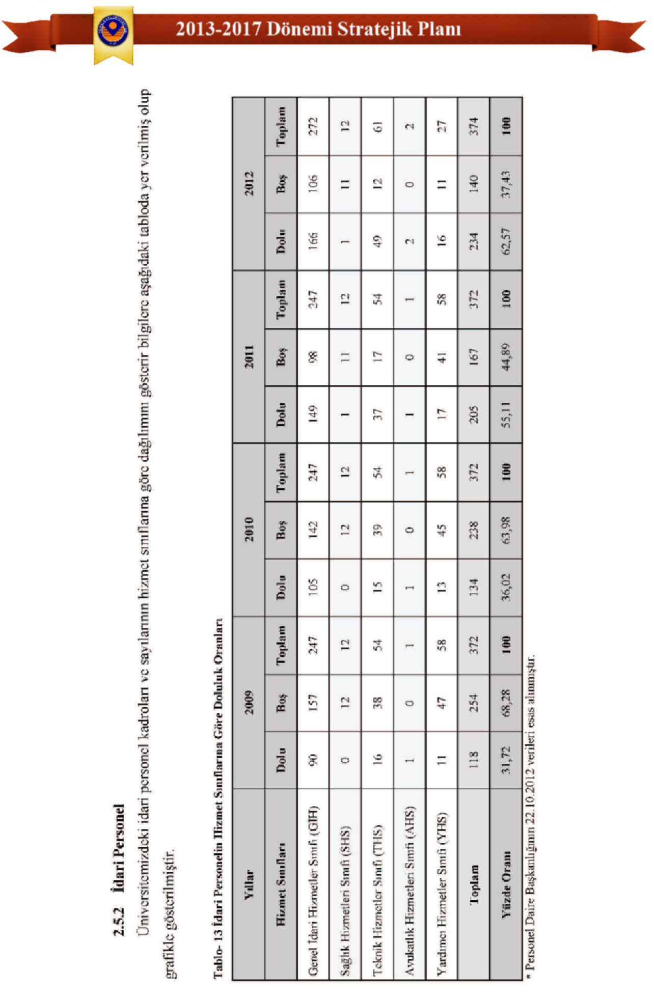 2013-2017 Dönemi Stratejik Planı
2.5.2 İdari Personel
Üniversitemizdeki idari personel kadroları ve sayılarının hizmet sınıflarına göre dağılımını gösterir bilgilere aşağıdaki tabloda yer verilmiş olup
grafikle gösterilmiştir.
Tablo- 13 İdari Personelin Hizmet Sınıflarına Göre Doluluk Oranları
Yıllar 2009 2010 2011 2012
Hizmet Sınıfları Dolu Boş Toplam Dolu Boş Toplam Dolu Boş Toplam Dolu Boş Toplam
Genel İdari Hizmetler Sınıfı (GİH) 90 157 247 105 142 247 149 98 247 166 106 272
Sağlık Hizmetleri Sınıfı (SHS) 0 12 12 0 12 12 1 11 12 1 11 12
Teknik Hizmetler Sınıfı (THS) 16 38 54 15 39 54 37 17 54 49 12 61
Avukatlık Hizmetleri Sınıfı (AHS) 1 0 1 1 0 1 1 0 1 2 0 2
Yardımcı Hizmetler Sınıfı (YHS) 11 47 58 13 45 58 17 41 58 16 11 27
Toplam 118 254 372 134 238 372 205 167 372 234 140 374
Yüzde Oranı 31,72 68,28 100 36,02 63,98 100 55,11 44,89 100 62,57 37,43 100
* Personel Daire Başkanlığının 22.10.2012 verileri esas alınmıştır.